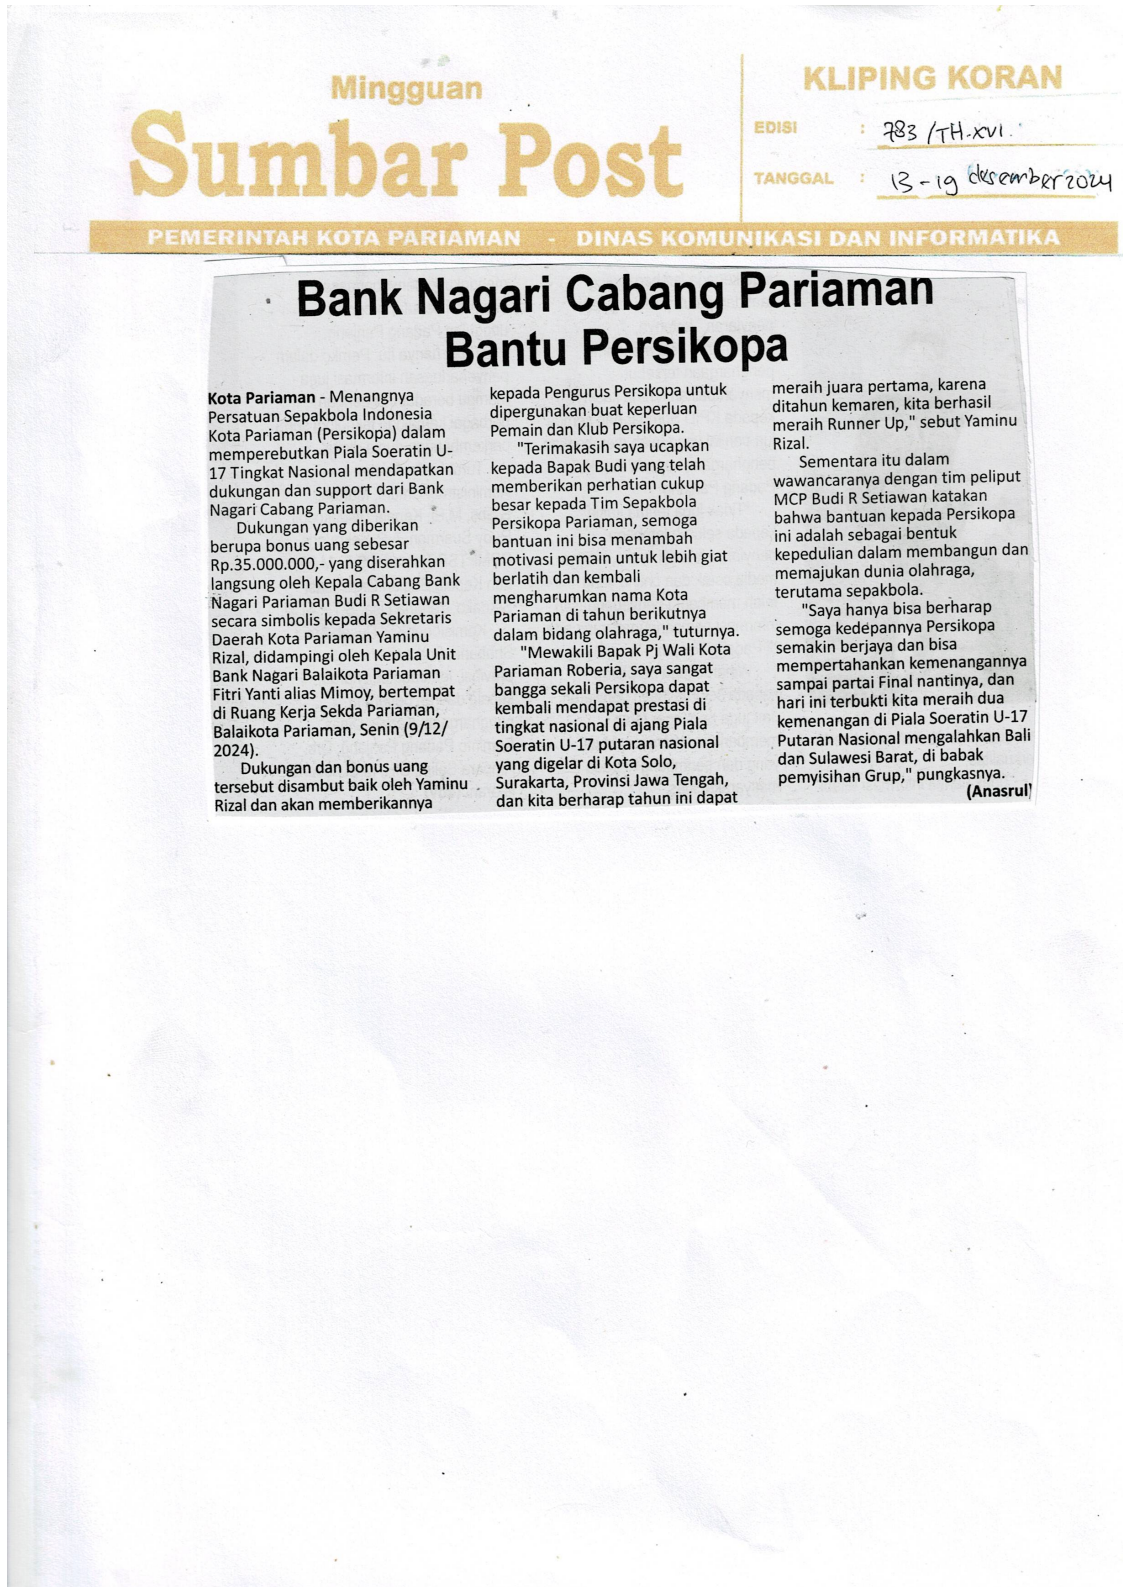 Mingguan
Sumbar Post
KLIPING KORAN
EDISI : 783/TH-XVI.
TANGGAL : 13-19 desember 2024
PEMERINTAH KOTA PARIAMAN - DINAS KOMUNIKASI DAN INFORMATIKA
Bank Nagari Cabang Pariaman
Bantu Persikopa
Kota Pariaman - Menangnya
Persatuan Sepakbola Indonesia
Kota Pariaman (Persikopa) dalam
memperebutkan Piala Soeratin U-
17 Tingkat Nasional mendapatkan
dukungan dan support dari Bank
Nagari Cabang Pariaman.
Dukungan yang diberikan
berupa bonus uang sebesar
Rp.35.000.000,- yang diserahkan
langsung oleh Kepala Cabang Bank
Nagari Pariaman Budi R Setiawan
secara simbolis kepada Sekretaris
Daerah Kota Pariaman Yaminu
Rizal, didampingi oleh Kepala Unit
Bank Nagari Balaikota Pariaman
Fitri Yanti alias Mimoy, bertempat
di Ruang Kerja Sekda Pariaman,
Balaikota Pariaman, Senin (9/12/
2024).
Dukungan dan bonus uang
tersebut disambut baik oleh Yaminu
Rizal dan akan memberikannya
kepada Pengurus Persikopa untuk
dipergunakan buat keperluan
Pemain dan Klub Persikopa.
"Terimakasih saya ucapkan
kepada Bapak Budi yang telah
memberikan perhatian cukup
besar kepada Tim Sepakbola
Persikopa Pariaman, semoga
bantuan ini bisa menambah
motivasi pemain untuk lebih giat
berlatih dan kembali
mengharumkan nama Kota
Pariaman di tahun berikutnya
dalam bidang olahraga," tuturnya.
"Mewakili Bapak Pj Wali Kota
Pariaman Roberia, saya sangat
bangga sekali Persikopa dapat
kembali mendapat prestasi di
tingkat nasional di ajang Piala
Soeratin U-17 putaran nasional
yang digelar di Kota Solo,
Surakarta, Provinsi Jawa Tengah,
dan kita berharap tahun ini dapat
meraih juara pertama, karena
ditahun kemaren, kita berhasil
meraih Runner Up," sebut Yaminu
Rizal.
Sementara itu dalam
wawancaranya dengan tim peliput
MCP Budi R Setiawan katakan
bahwa bantuan kepada Persikopa
ini adalah sebagai bentuk
kepedulian dalam membangun dan
memajukan dunia olahraga,
terutama sepakbola.
"Saya hanya bisa berharap
semoga kedepannya Persikopa
semakin berjaya dan bisa
mempertahankan kemenangannya
sampai partai Final nantinya, dan
hari ini terbukti kita meraih dua
kemenangan di Piala Soeratin U-17
Putaran Nasional mengalahkan Bali
dan Sulawesi Barat, di babak
pemyisihan Grup," pungkasnya.
(Anasrul)